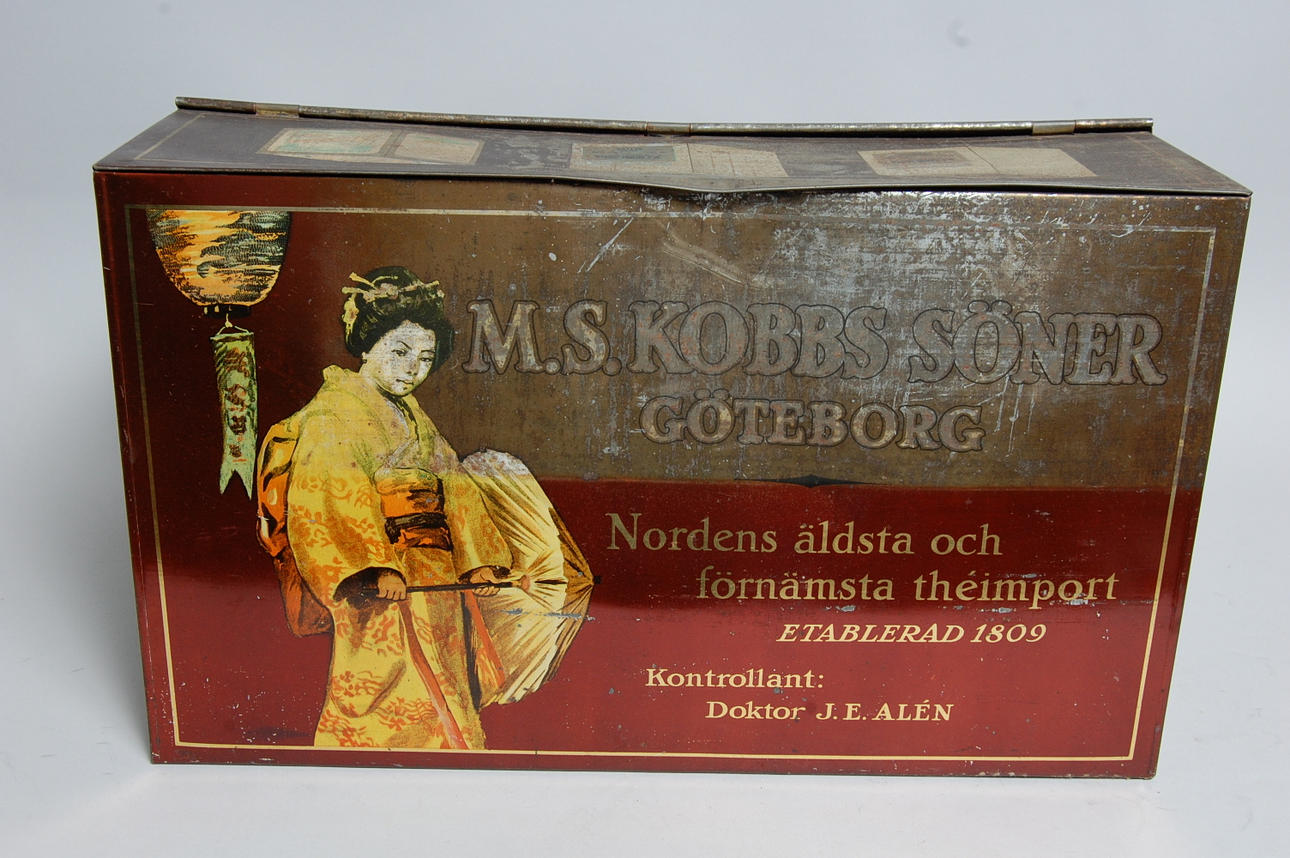 M.S. KOBBS SÖNER
GÖTEBORG
Nordens äldsta och
förnämsta théimport
ETABLERAD 1809
Kontrollant:
Doktor J. E. ALÉN